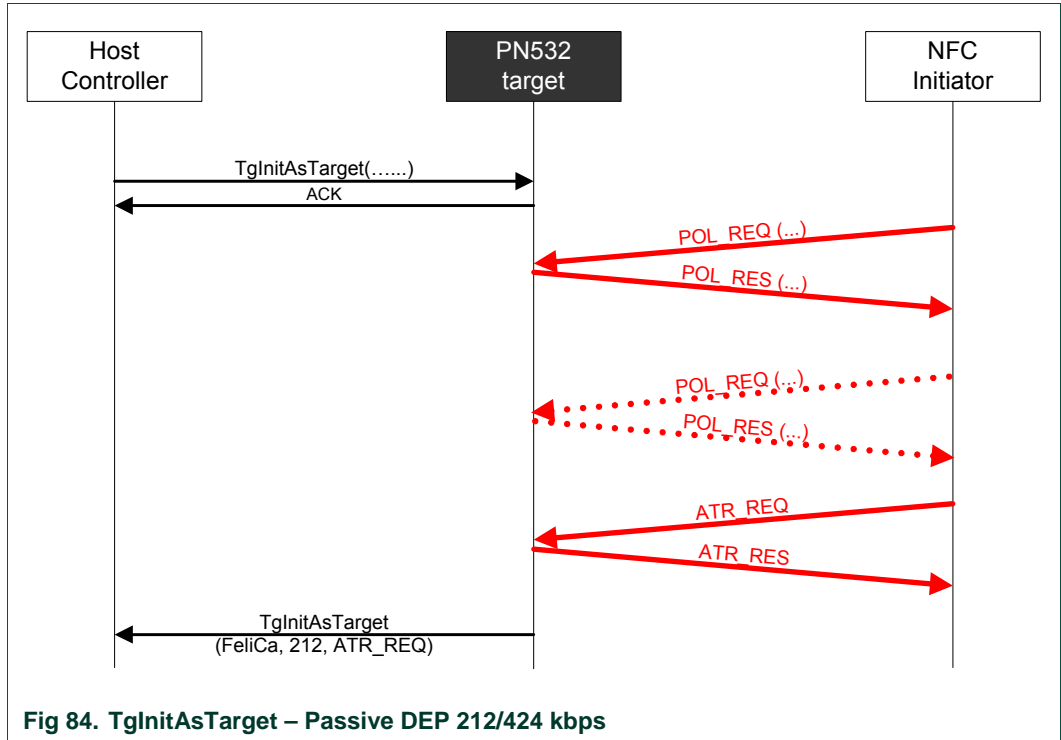 Host
Controller
PN532
target
NFC
Initiator
TgInitAsTarget(…...)
ACK
POL_REQ (...)
POL_RES (...)
POL_REQ (...)
POL_RES (...)
ATR_REQ
ATR_RES
TgInitAsTarget
(FeliCa, 212, ATR_REQ)
Fig 84. TgInitAsTarget – Passive DEP 212/424 kbps